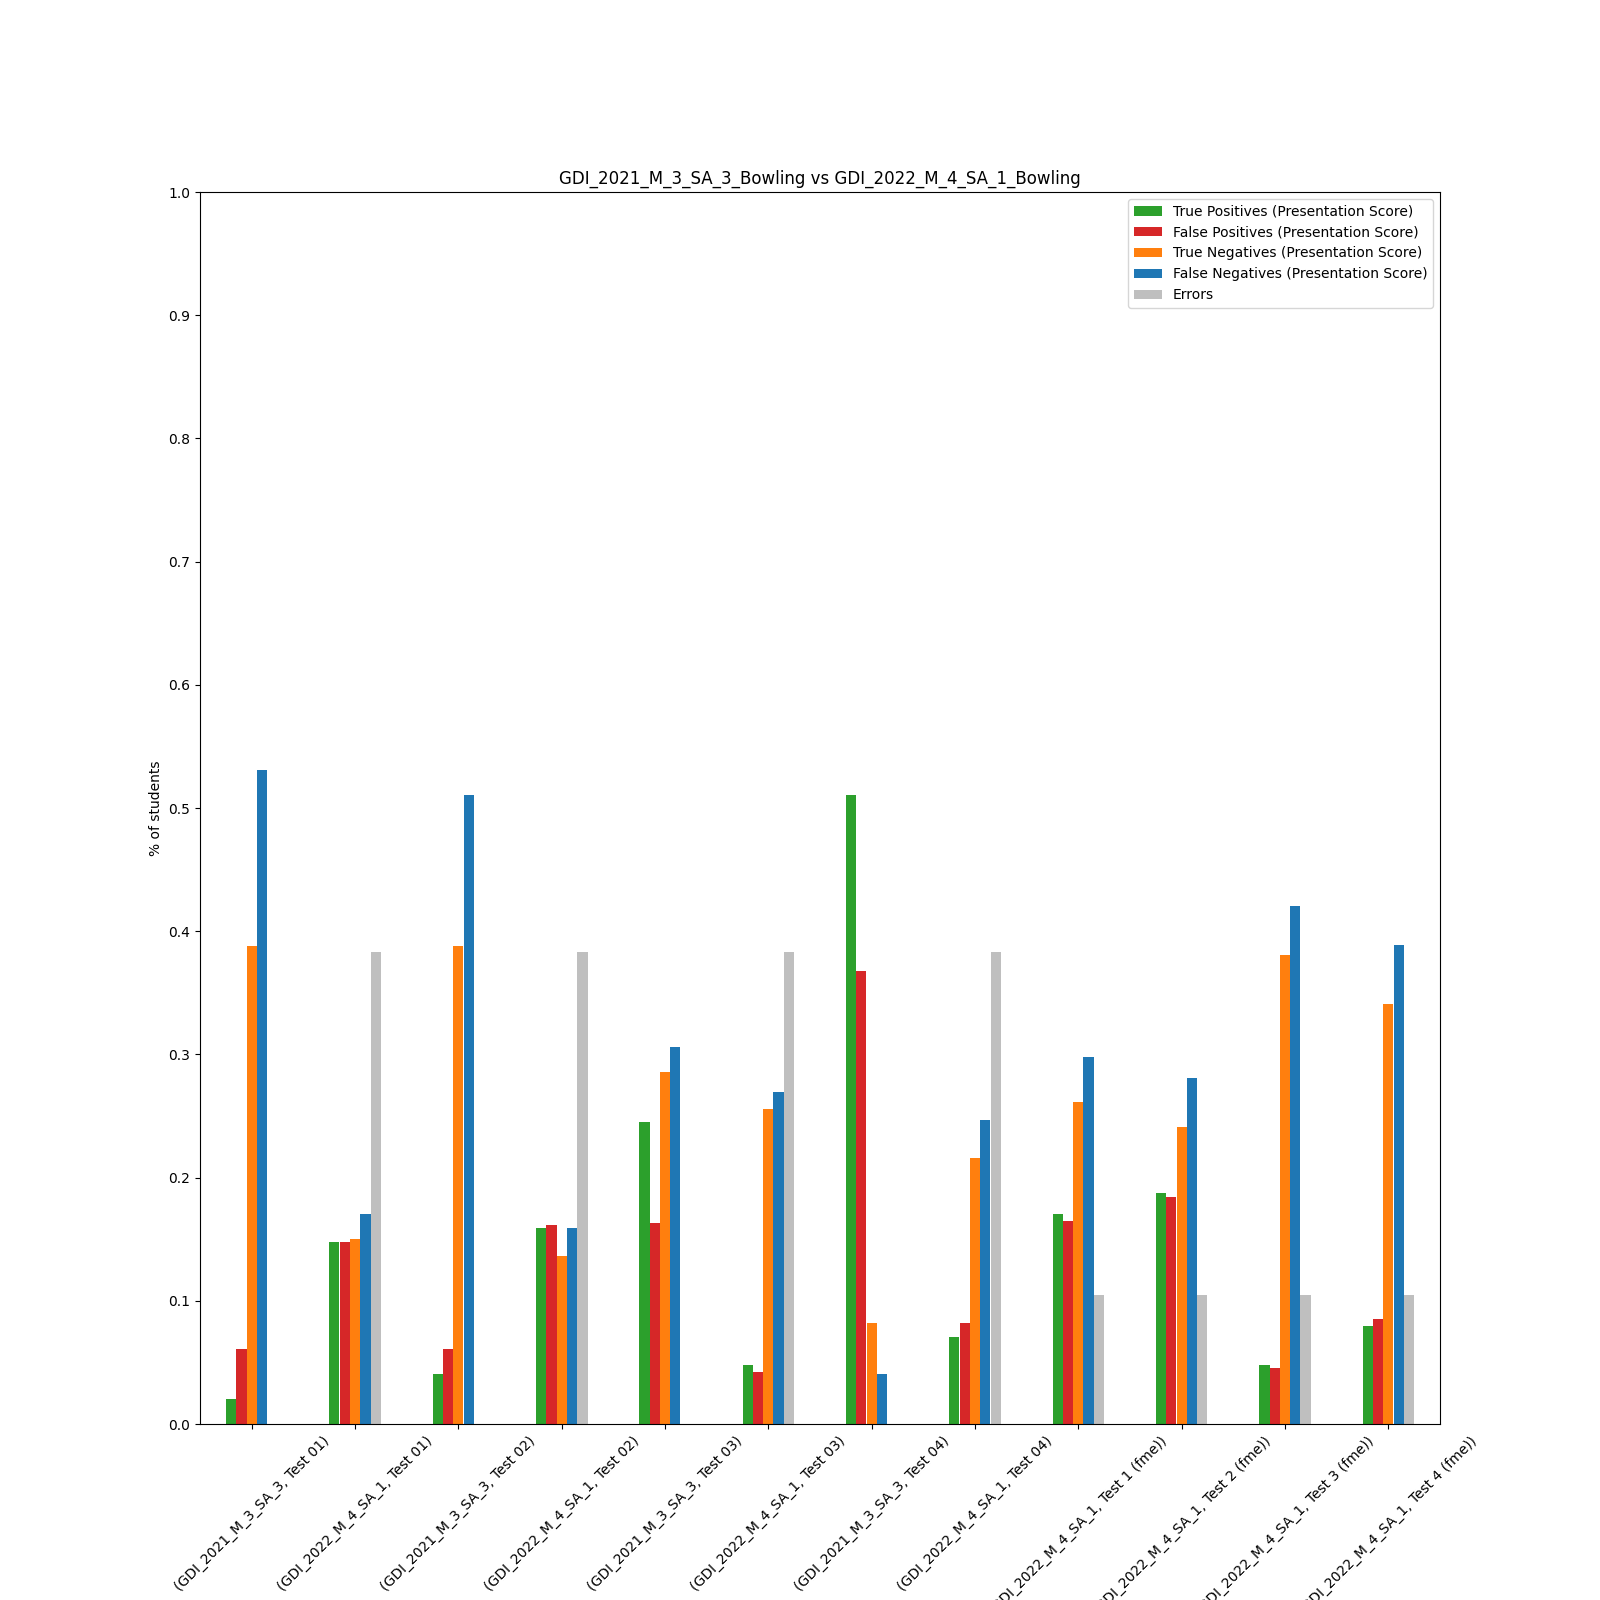 GDI_2021_M_3_SA_3_Bowling vs GDI_2022_M_4_SA_1_Bowling
True Positives (Presentation Score)
False Positives (Presentation Score)
True Negatives (Presentation Score)
False Negatives (Presentation Score)
Errors
% of students
1.0
0.9
0.8
0.7
0.6
0.5
0.4
0.3
0.2
0.1
0.0
(GDI_2021_M_3_SA_3, Test 01)
(GDI_2022_M_4_SA_1, Test 01)
(GDI_2021_M_3_SA_3, Test 02)
(GDI_2022_M_4_SA_1, Test 02)
(GDI_2021_M_3_SA_3, Test 03)
(GDI_2022_M_4_SA_1, Test 03)
(GDI_2021_M_3_SA_3, Test 04)
(GDI_2022_M_4_SA_1, Test 04)
GDI_2022_M_4_SA_1, Test 1 (fme))
GDI_2022_M_4_SA_1, Test 2 (fme))
GDI_2022_M_4_SA_1, Test 3 (fme))
GDI_2022_M_4_SA_1, Test 4 (fme))